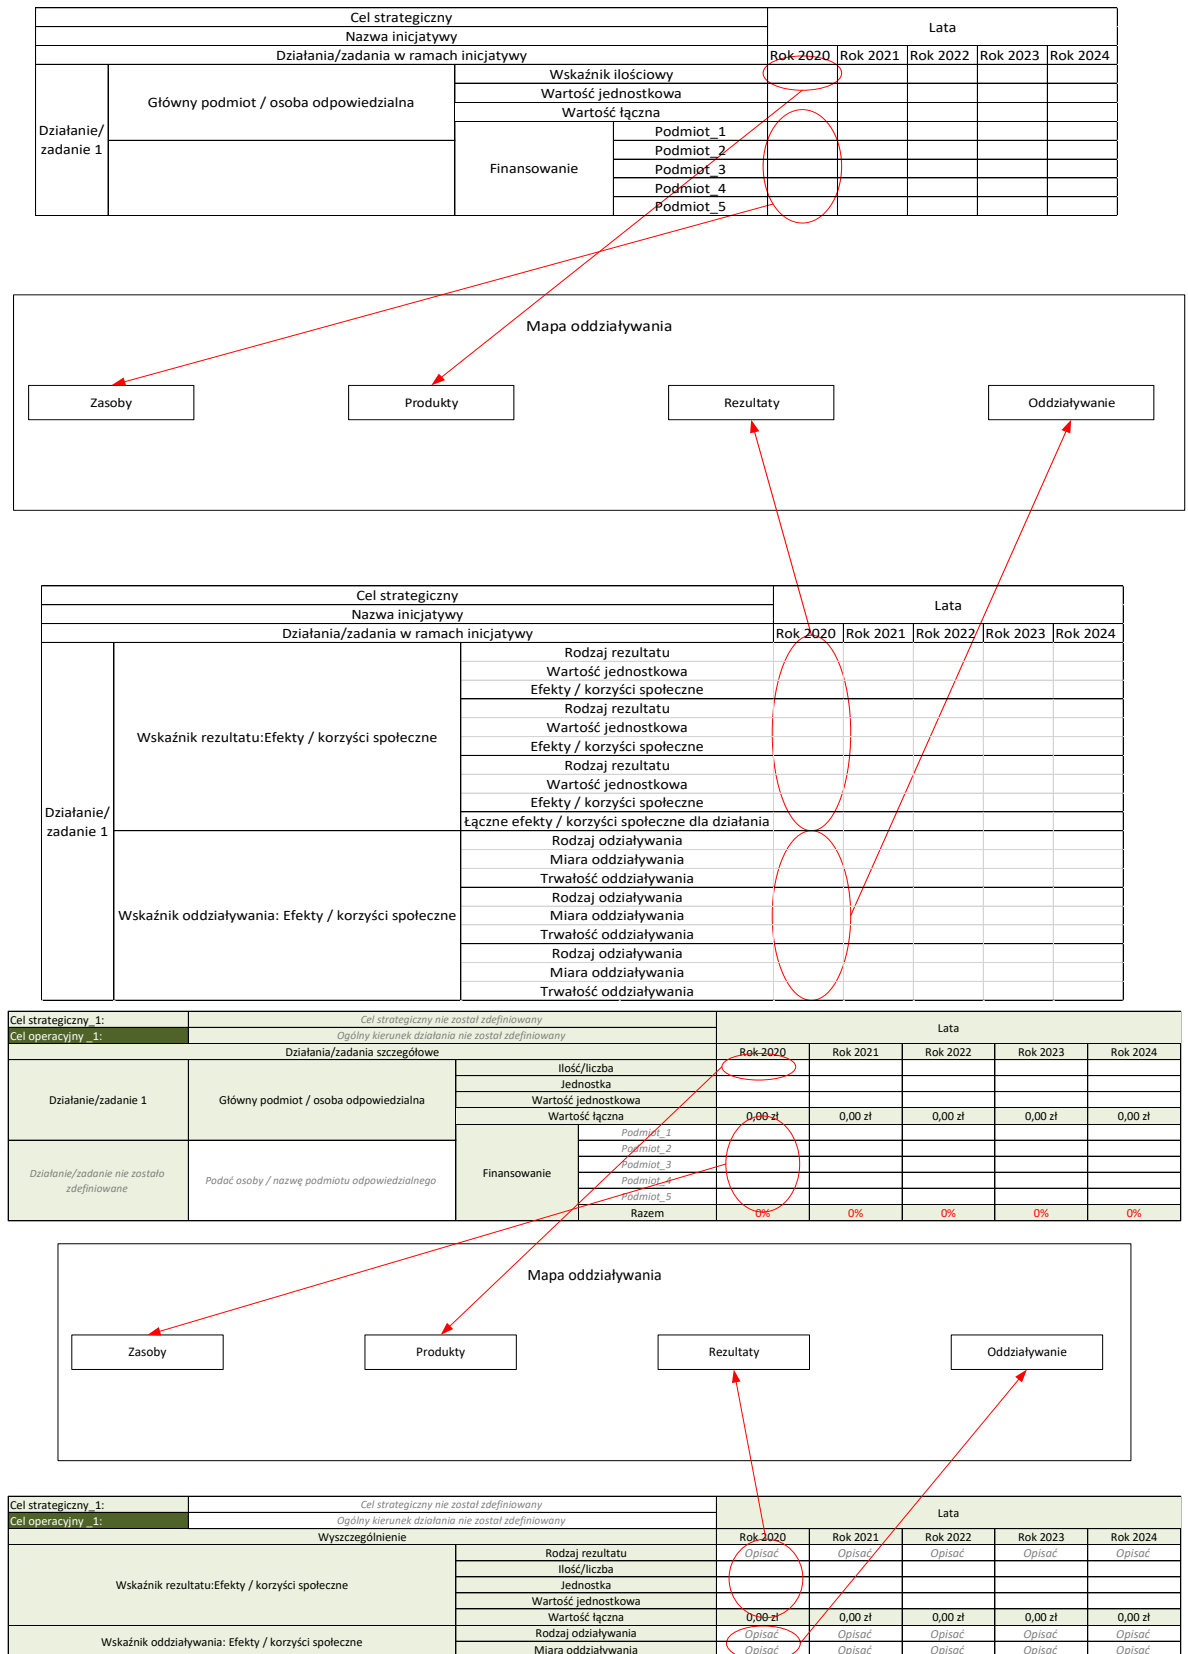 Cel strategiczny
Lata
Nazwa inicjatywy
Działania/zadania w ramach inicjatywy Rok 2020 Rok 2021 Rok 2022 Rok 2023 Rok 2024
Działanie/
zadanie 1
Główny podmiot / osoba odpowiedzialna
Wskaźnik ilościowy
Wartość jednostkowa
Wartość łączna
Finansowanie
Podmiot_1
Podmiot_2
Podmiot_3
Podmiot_4
Podmiot_5
Mapa oddziaływania
Zasoby Produkty Rezultaty Oddziaływanie
Cel strategiczny
Lata
Nazwa inicjatywy
Działania/zadania w ramach inicjatywy Rok 2020 Rok 2021 Rok 2022 Rok 2023 Rok 2024
Działanie/
zadanie 1
Wskaźnik rezultatu:Efekty / korzyści społeczne
Rodzaj rezultatu
Wartość jednostkowa
Efekty / korzyści społeczne
Rodzaj rezultatu
Wartość jednostkowa
Efekty / korzyści społeczne
Rodzaj rezultatu
Wartość jednostkowa
Efekty / korzyści społeczne
Łączne efekty / korzyści społeczne dla działania
Wskaźnik oddziaływania: Efekty / korzyści społeczne
Rodzaj odziaływania
Miara oddziaływania
Trwałość oddziaływania
Rodzaj odziaływania
Miara oddziaływania
Trwałość oddziaływania
Rodzaj odziaływania
Miara oddziaływania
Trwałość oddziaływania
Cel strategiczny_1: Cel strategiczny nie został zdefiniowany
Lata
Cel operacyjny _1: Ogólny kierunek działania nie został zdefiniowany
Działania/zadania szczegółowe Rok 2020 Rok 2021 Rok 2022 Rok 2023 Rok 2024
Działanie/zadanie 1
Główny podmiot / osoba odpowiedzialna
Ilość/liczba
Jednostka
Wartość jednostkowa
Wartość łączna 0,00 zł 0,00 zł 0,00 zł 0,00 zł 0,00 zł
Działanie/zadanie nie zostało
zdefiniowane
Podać osoby / nazwę podmiotu odpowiedzialnego
Finansowanie
Podmiot_1
Podmiot_2
Podmiot_3
Podmiot_4
Podmiot_5
Razem 0% 0% 0% 0% 0%
Mapa oddziaływania
Zasoby Produkty Rezultaty Oddziaływanie
Cel strategiczny_1: Cel strategiczny nie został zdefiniowany
Lata
Cel operacyjny _1: Ogólny kierunek działania nie został zdefiniowany
Wyszczególnienie Rok 2020 Rok 2021 Rok 2022 Rok 2023 Rok 2024
Wskaźnik rezultatu:Efekty / korzyści społeczne
Rodzaj rezultatu Opisać Opisać Opisać Opisać Opisać
Ilość/liczba
Jednostka
Wartość jednostkowa
Wartość łączna 0,00 zł 0,00 zł 0,00 zł 0,00 zł 0,00 zł
Wskaźnik oddziaływania: Efekty / korzyści społeczne
Rodzaj odziaływania Opisać Opisać Opisać Opisać Opisać
Miara oddziaływania Opisać Opisać Opisać Opisać Opisać